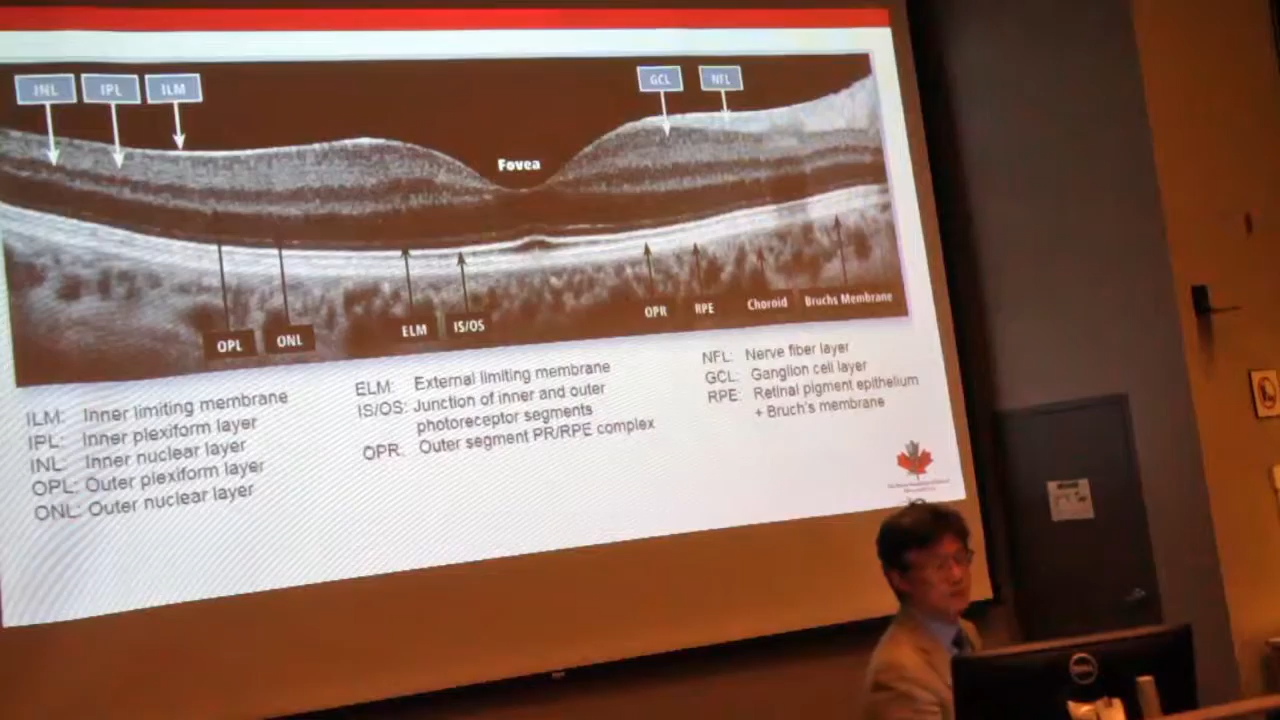 INL IPL ILM GCL NFL
Fovea
OPL ONL ELM IS/OS OPR RPE Choroid Bruchs Membrane
ILM: Inner limiting membrane
IPL: Inner plexiform layer
INL: Inner nuclear layer
OPL: Outer plexiform layer
ONL: Outer nuclear layer
ELM: External limiting membrane
IS/OS: Junction of inner and outer
photoreceptor segments
OPR: Outer segment PR/RPE complex
NFL: Nerve fiber layer
GCL: Ganglion cell layer
RPE: Retinal pigment epithelium
+ Bruch's membrane
DELL